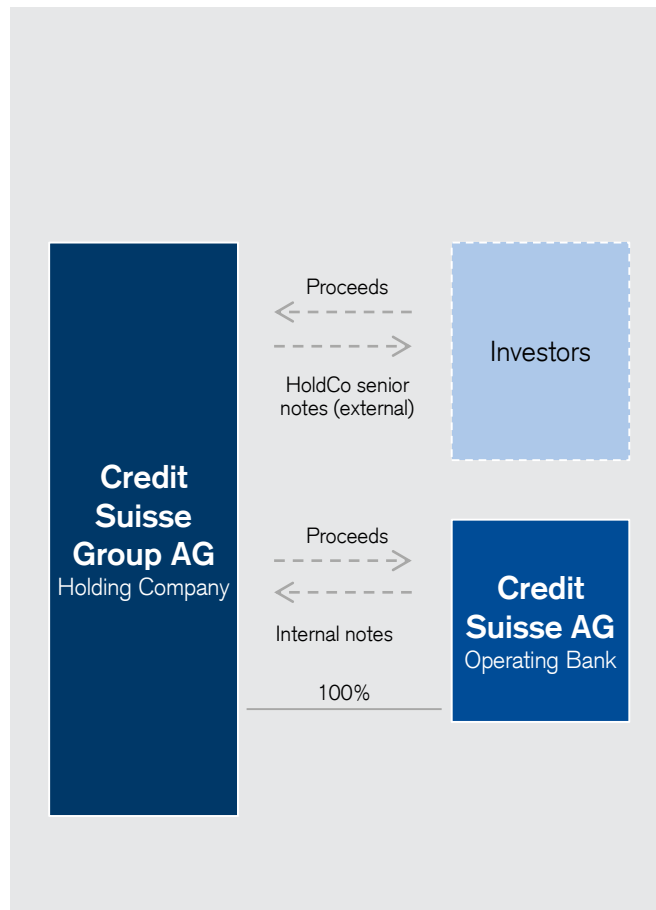 Proceeds
HoldCo senior
notes (external)
Investors
Credit
Suisse
Group AG
Holding Company
Proceeds
Internal notes
100%
Credit
Suisse AG
Operating Bank